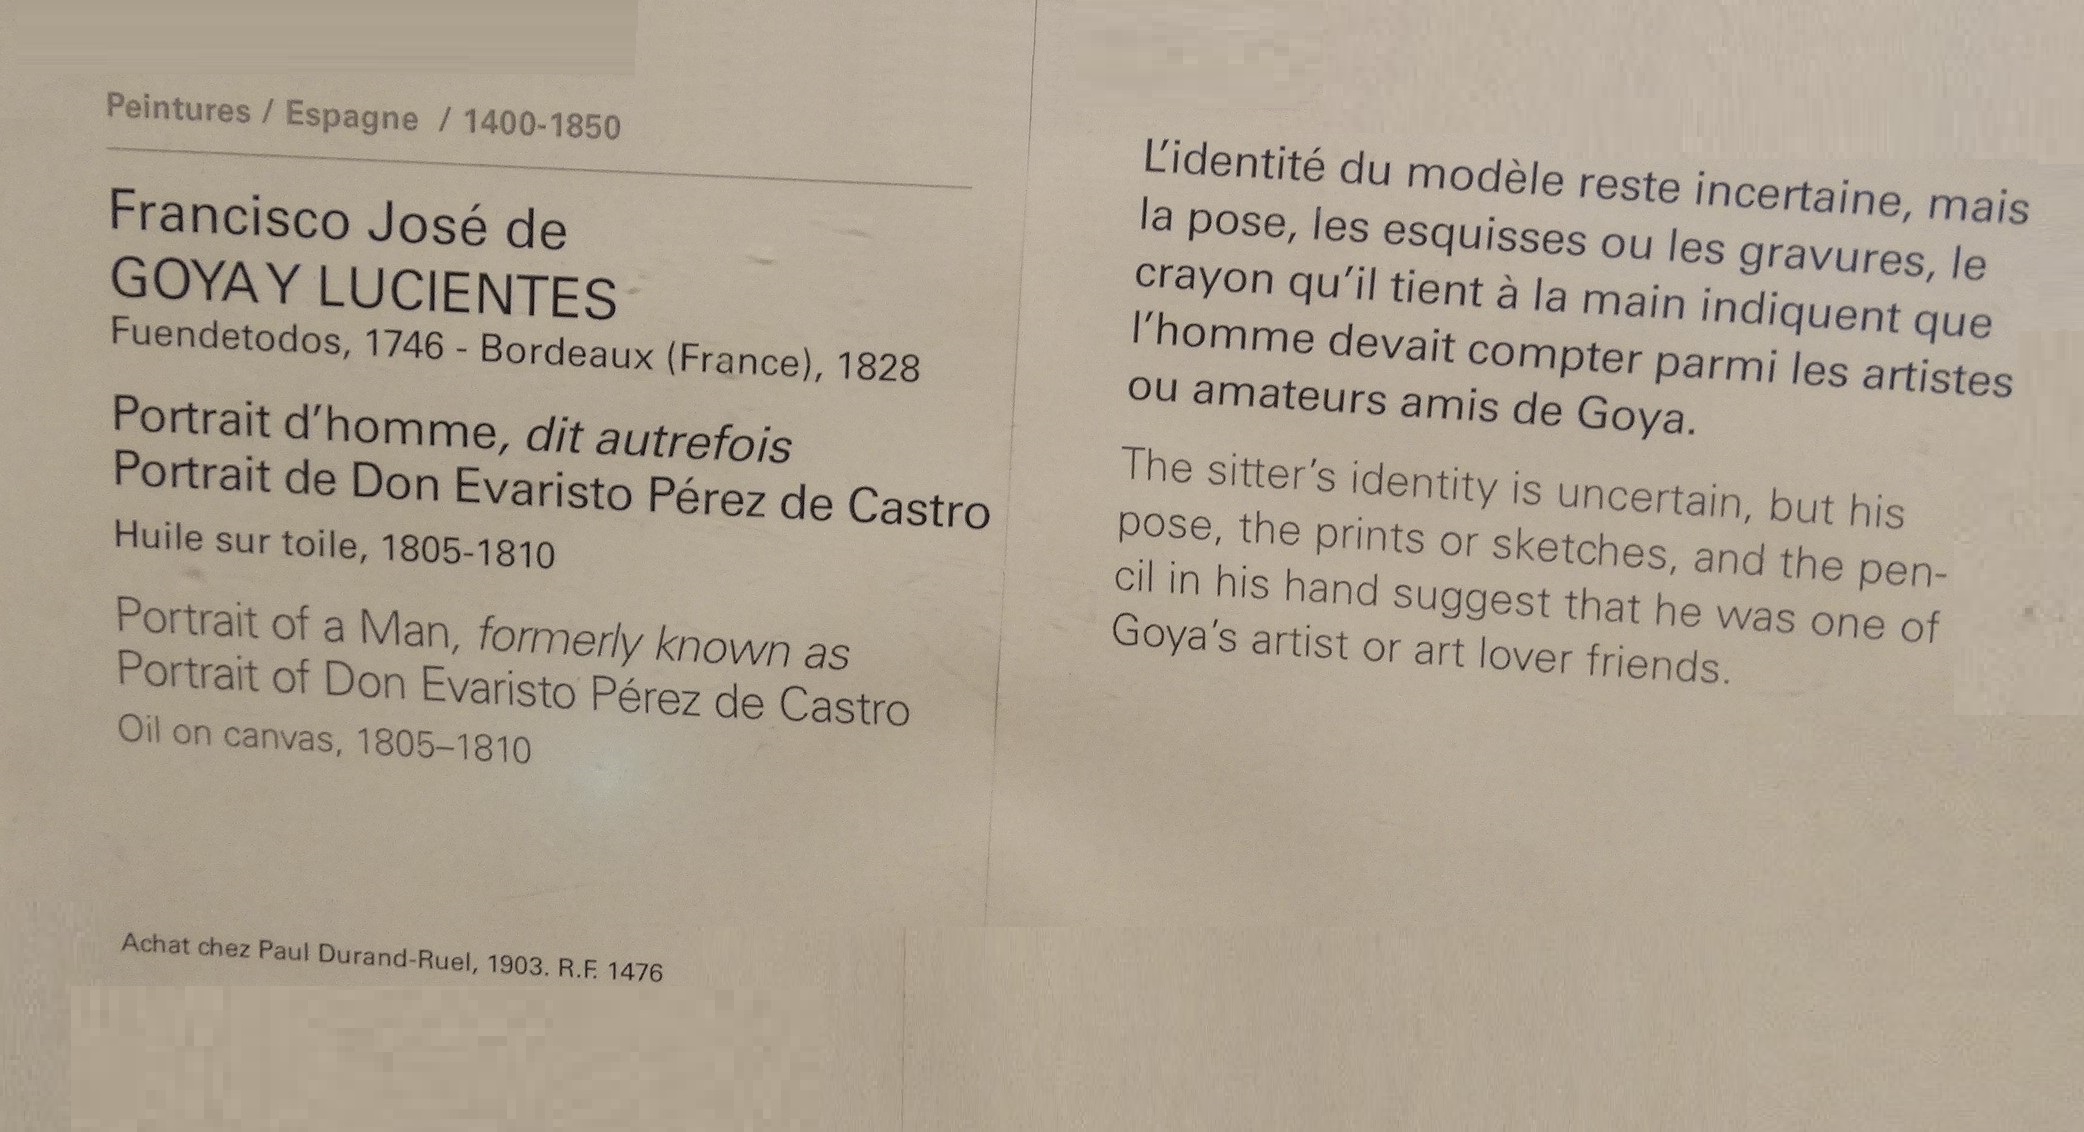 Peintures / Espagne / 1400-1850
Francisco José de
GOYA Y LUCIENTES
Fuendetodos, 1746 - Bordeaux (France), 1828
Portrait d'homme, dit autrefois
Portrait de Don Evaristo Pérez de Castro
Huile sur toile, 1805-1810
Portrait of a Man, formerly known as
Portrait of Don Evaristo Pérez de Castro
Oil on canvas, 1805–1810
Achat chez Paul Durand-Ruel, 1903. R.F. 1476
L'identité du modèle reste incertaine, mais
la pose, les esquisses ou les gravures, le
crayon qu'il tient à la main indiquent que
l'homme devait compter parmi les artistes
ou amateurs amis de Goya.
The sitter's identity is uncertain, but his
pose, the prints or sketches, and the pen-
cil in his hand suggest that he was one of
Goya's artist or art lover friends.